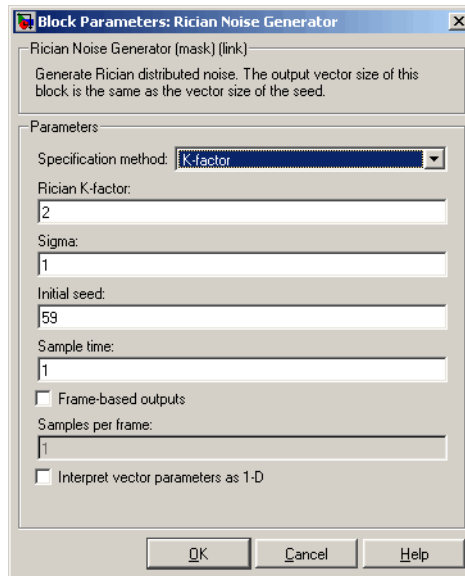 Block Parameters: Rician Noise Generator
Rician Noise Generator (mask) (link)
Generate Rician distributed noise. The output vector size of this
block is the same as the vector size of the seed.
Parameters
Specification method: K-factor
Rician K-factor:
2
Sigma:
1
Initial seed:
59
Sample time:
1
Frame-based outputs
Samples per frame:
1
Interpret vector parameters as 1-D
OK Cancel Help